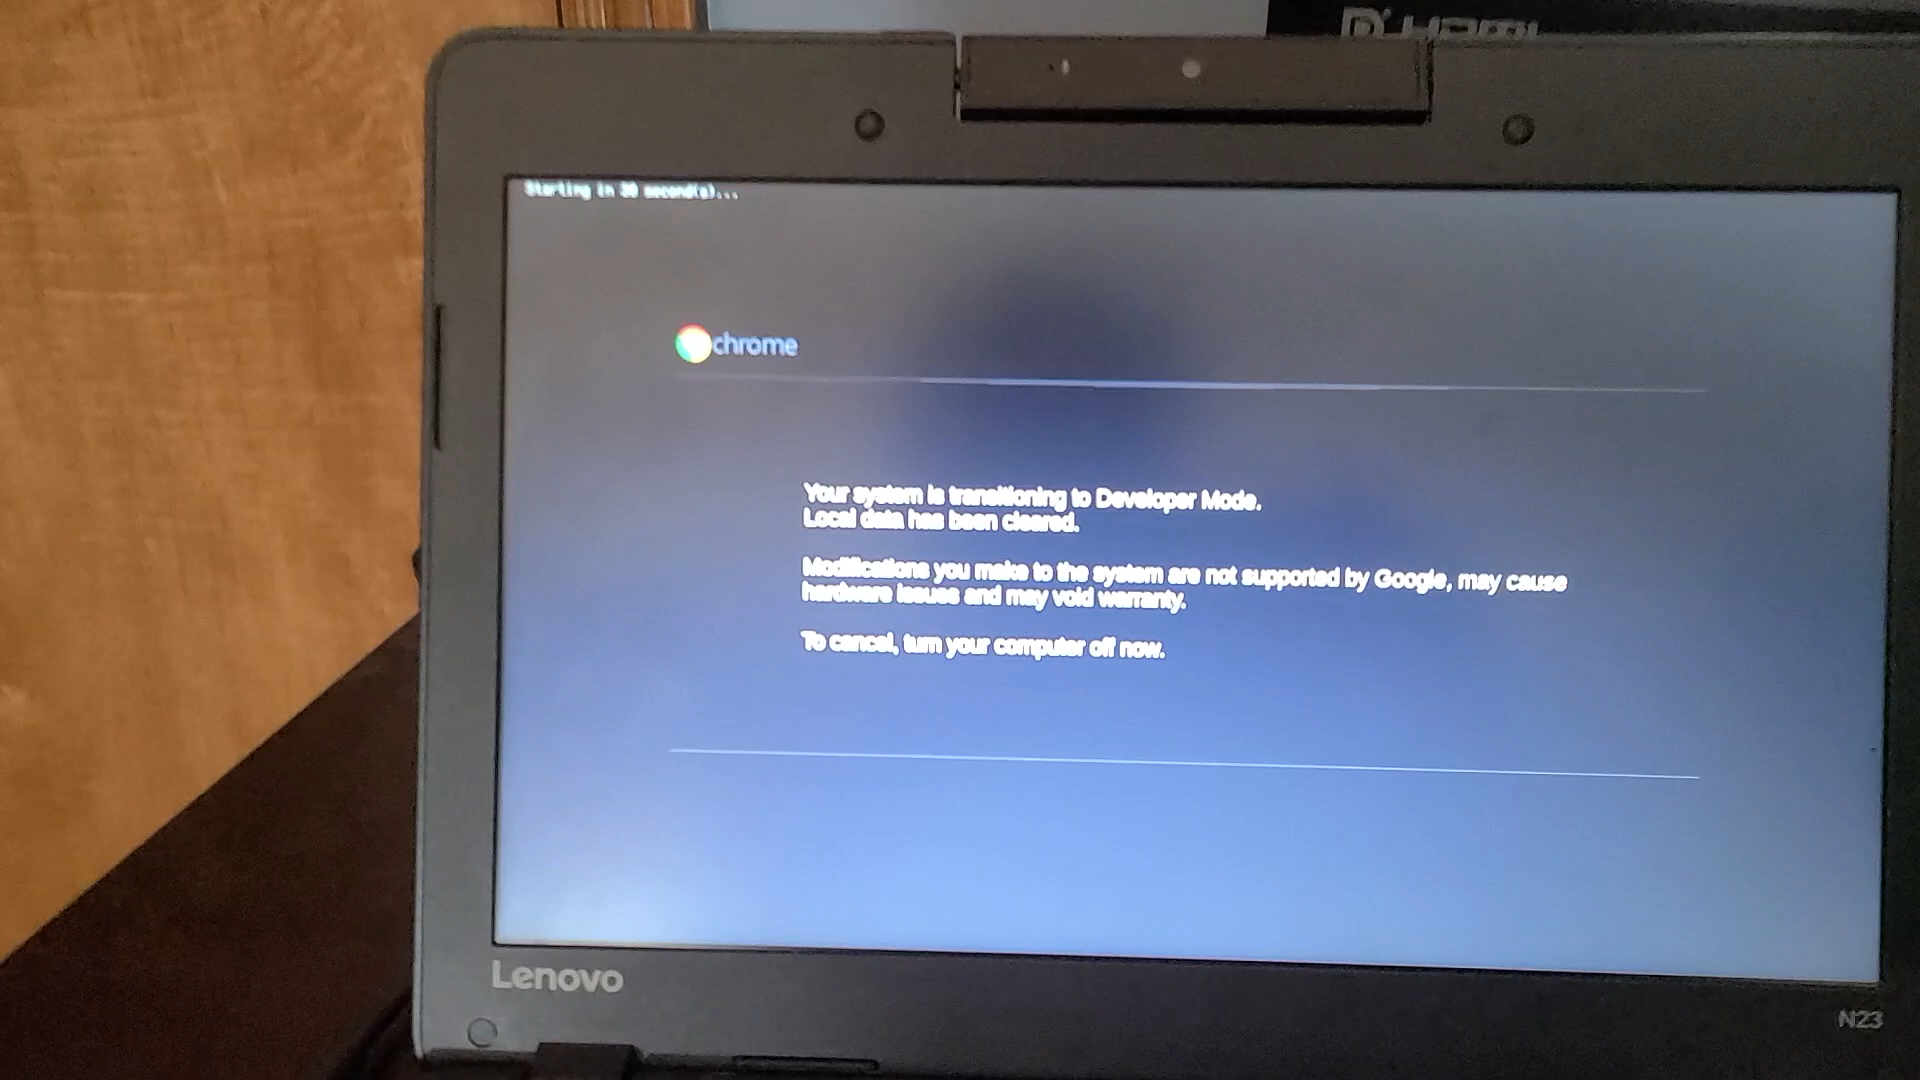 HDMI
Starting in 30 second(s)...
chrome
Your system is transitioning to Developer Mode.
Local data has been cleared.
Modifications you make to the system are not supported by Google, may cause
hardware issues and may void warranty.
To cancel, turn your computer off now.
Lenovo
N23